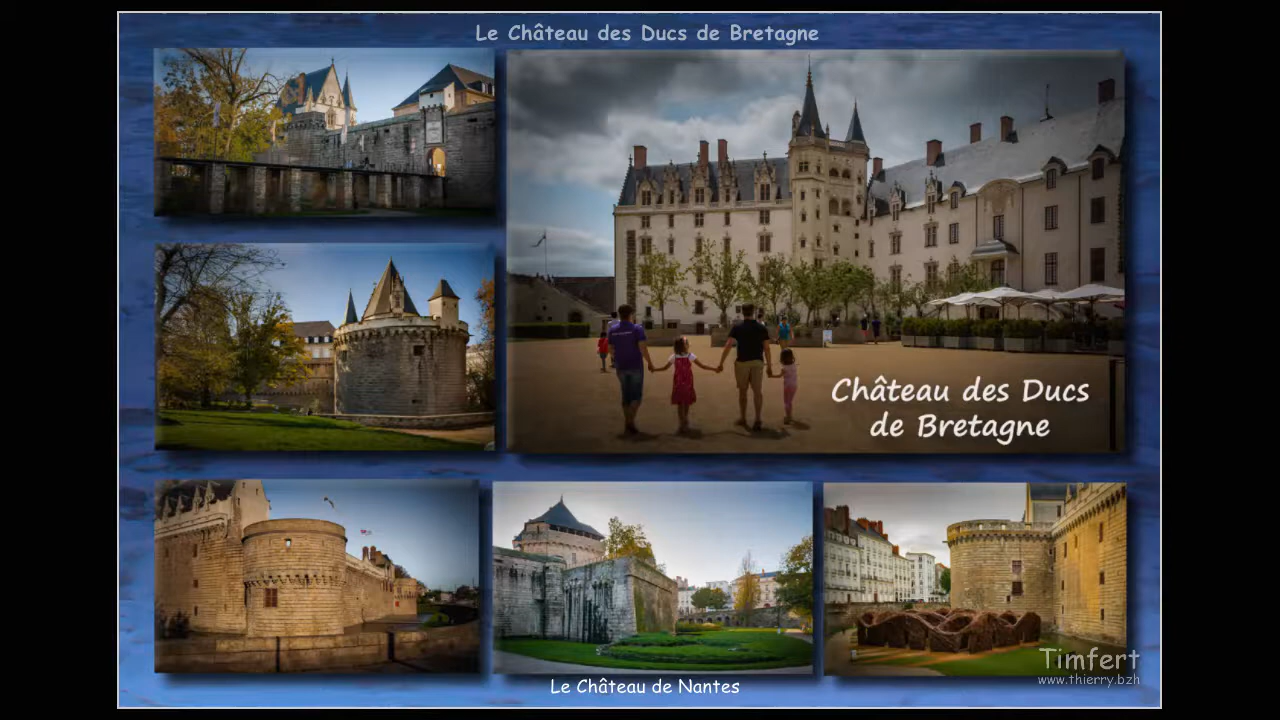 Le Château des Ducs de Bretagne
Château des Ducs
de Bretagne
Le Château de Nantes
Timfert
www.thierry.bzh